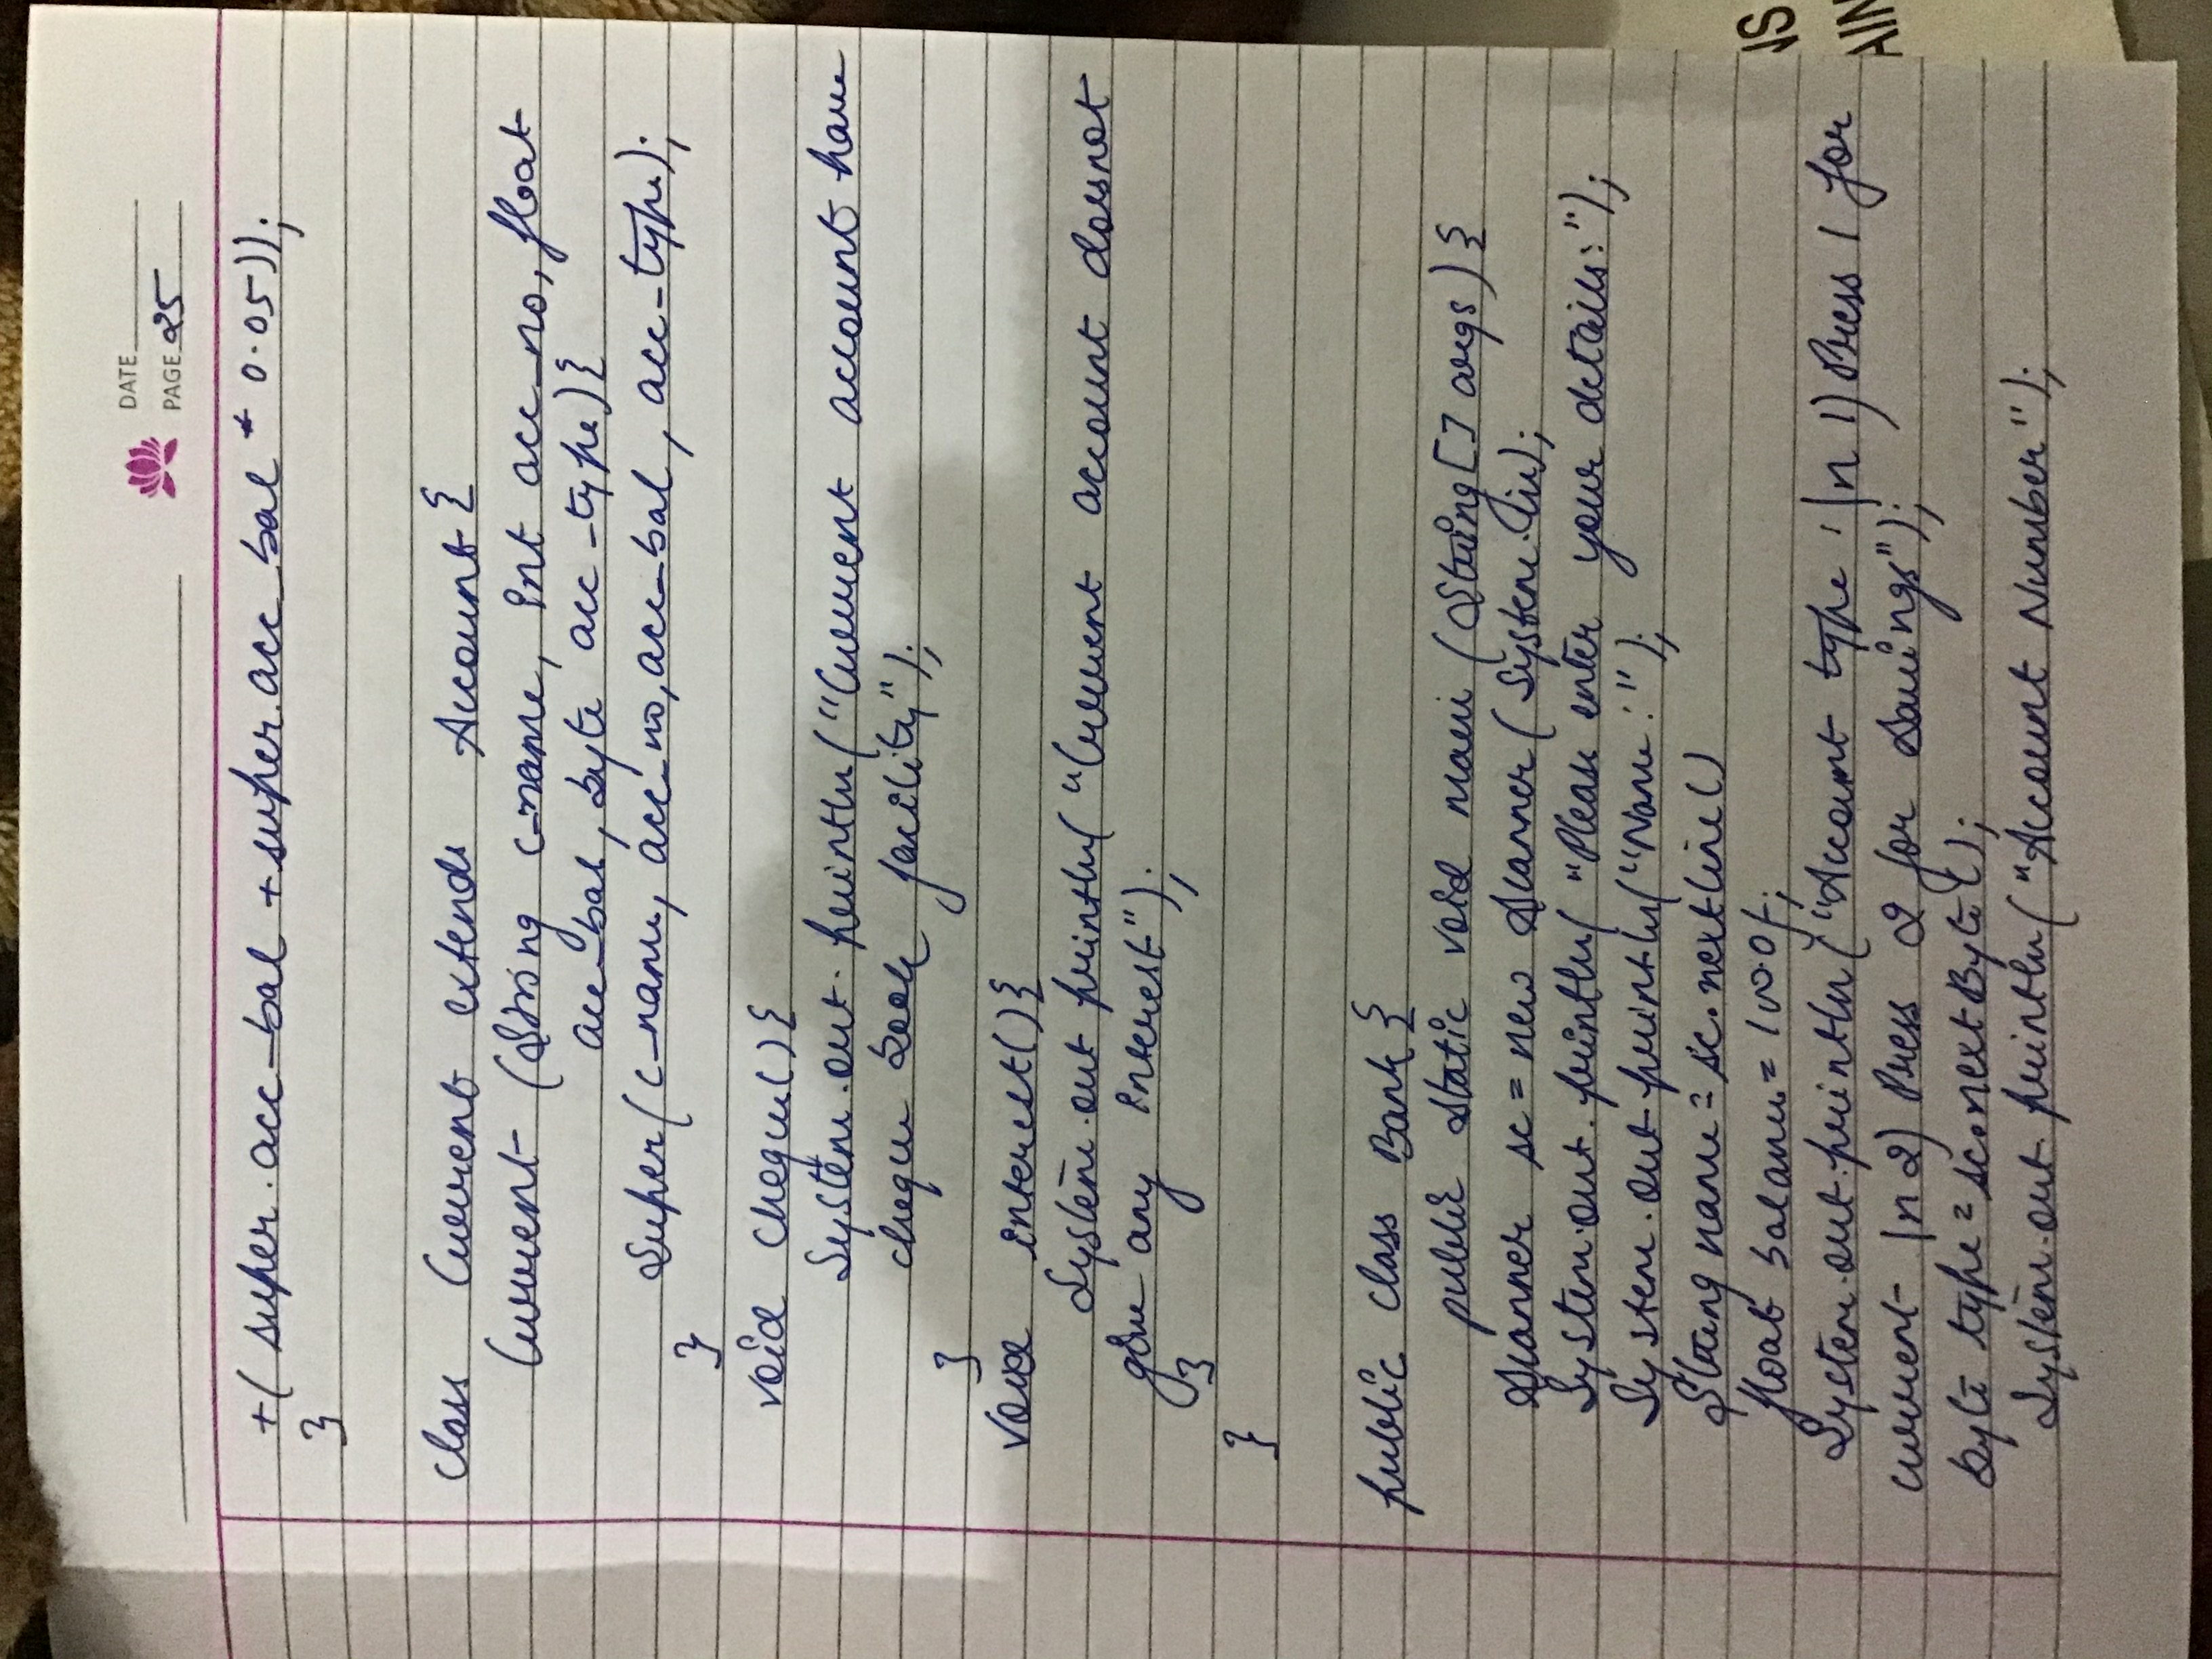 DATE
PAGE 25
+( super.acc_bal + super.acc_bal * 0.05));
}
class Current extends Account{
Current (String c_name, int acc_no, float
acc_bal, byte acc_type){
Super(c_name, acc_no, acc_bal, acc_type);
}
void cheque(){
System.out.println("Current account have
cheque book facility");
}
void interest(){
System.out println("Current account doesnot
give any interest");
}
}
public class Bank{
public static void main (String[] args){
Scanner sc = new Scanner(System.in);
System.out.println("Please enter your details:");
System.out.println("Name:");
String name = sc.nextline()
float balance = 100.0f;
System.out.println("Account type :\n 1) Press 1 for
current \n 2) Press 2 for Savings");
byte type = sc.nextByte();
System.out.println("Account Number");
NS
AIN